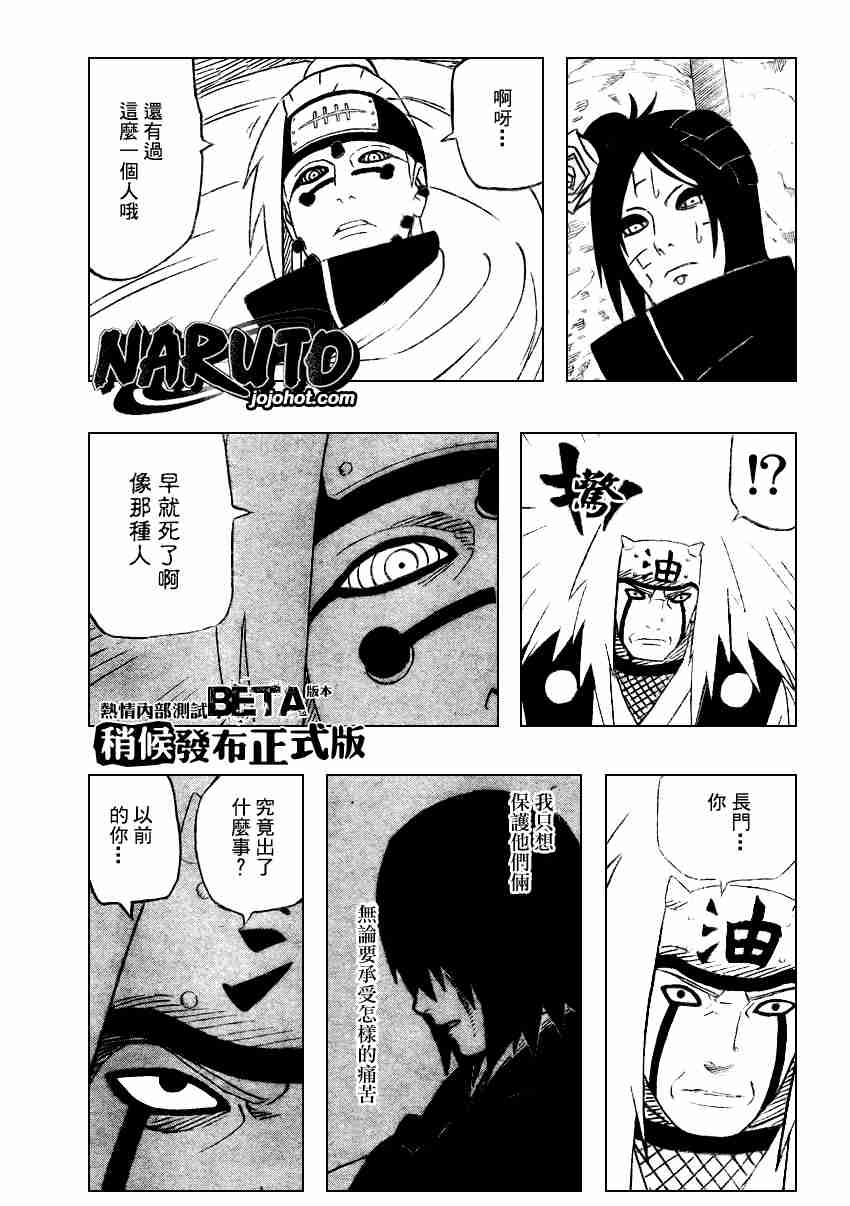 啊呀…
還有過
這麼一個人哦
NARUTO
jojohot.com
!?
驚
油
早就死了啊
像那種人
熱情內部測試BETA版本
稍候發布正式版
長門…
你
油
我只想
保護他們倆
無論要承受怎樣的痛苦
究竟出了
什麼事?
以前
的你…